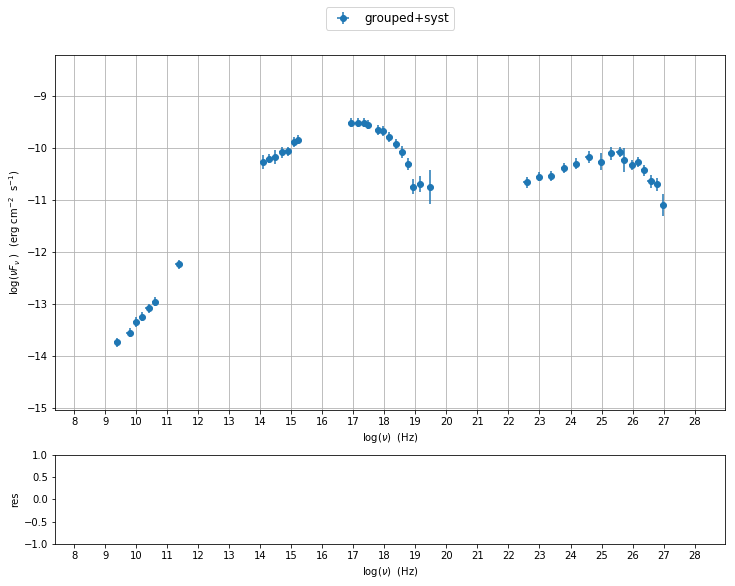 grouped+syst
log(νFν ) (erg cm⁻² s⁻¹)
−9
−10
−11
−12
−13
−14
−15
8 9 10 11 12 13 14 15 16 17 18 19 20 21 22 23 24 25 26 27 28
log(ν) (Hz)
res
1.0
0.5
0.0
−0.5
−1.0
8 9 10 11 12 13 14 15 16 17 18 19 20 21 22 23 24 25 26 27 28
log(ν) (Hz)